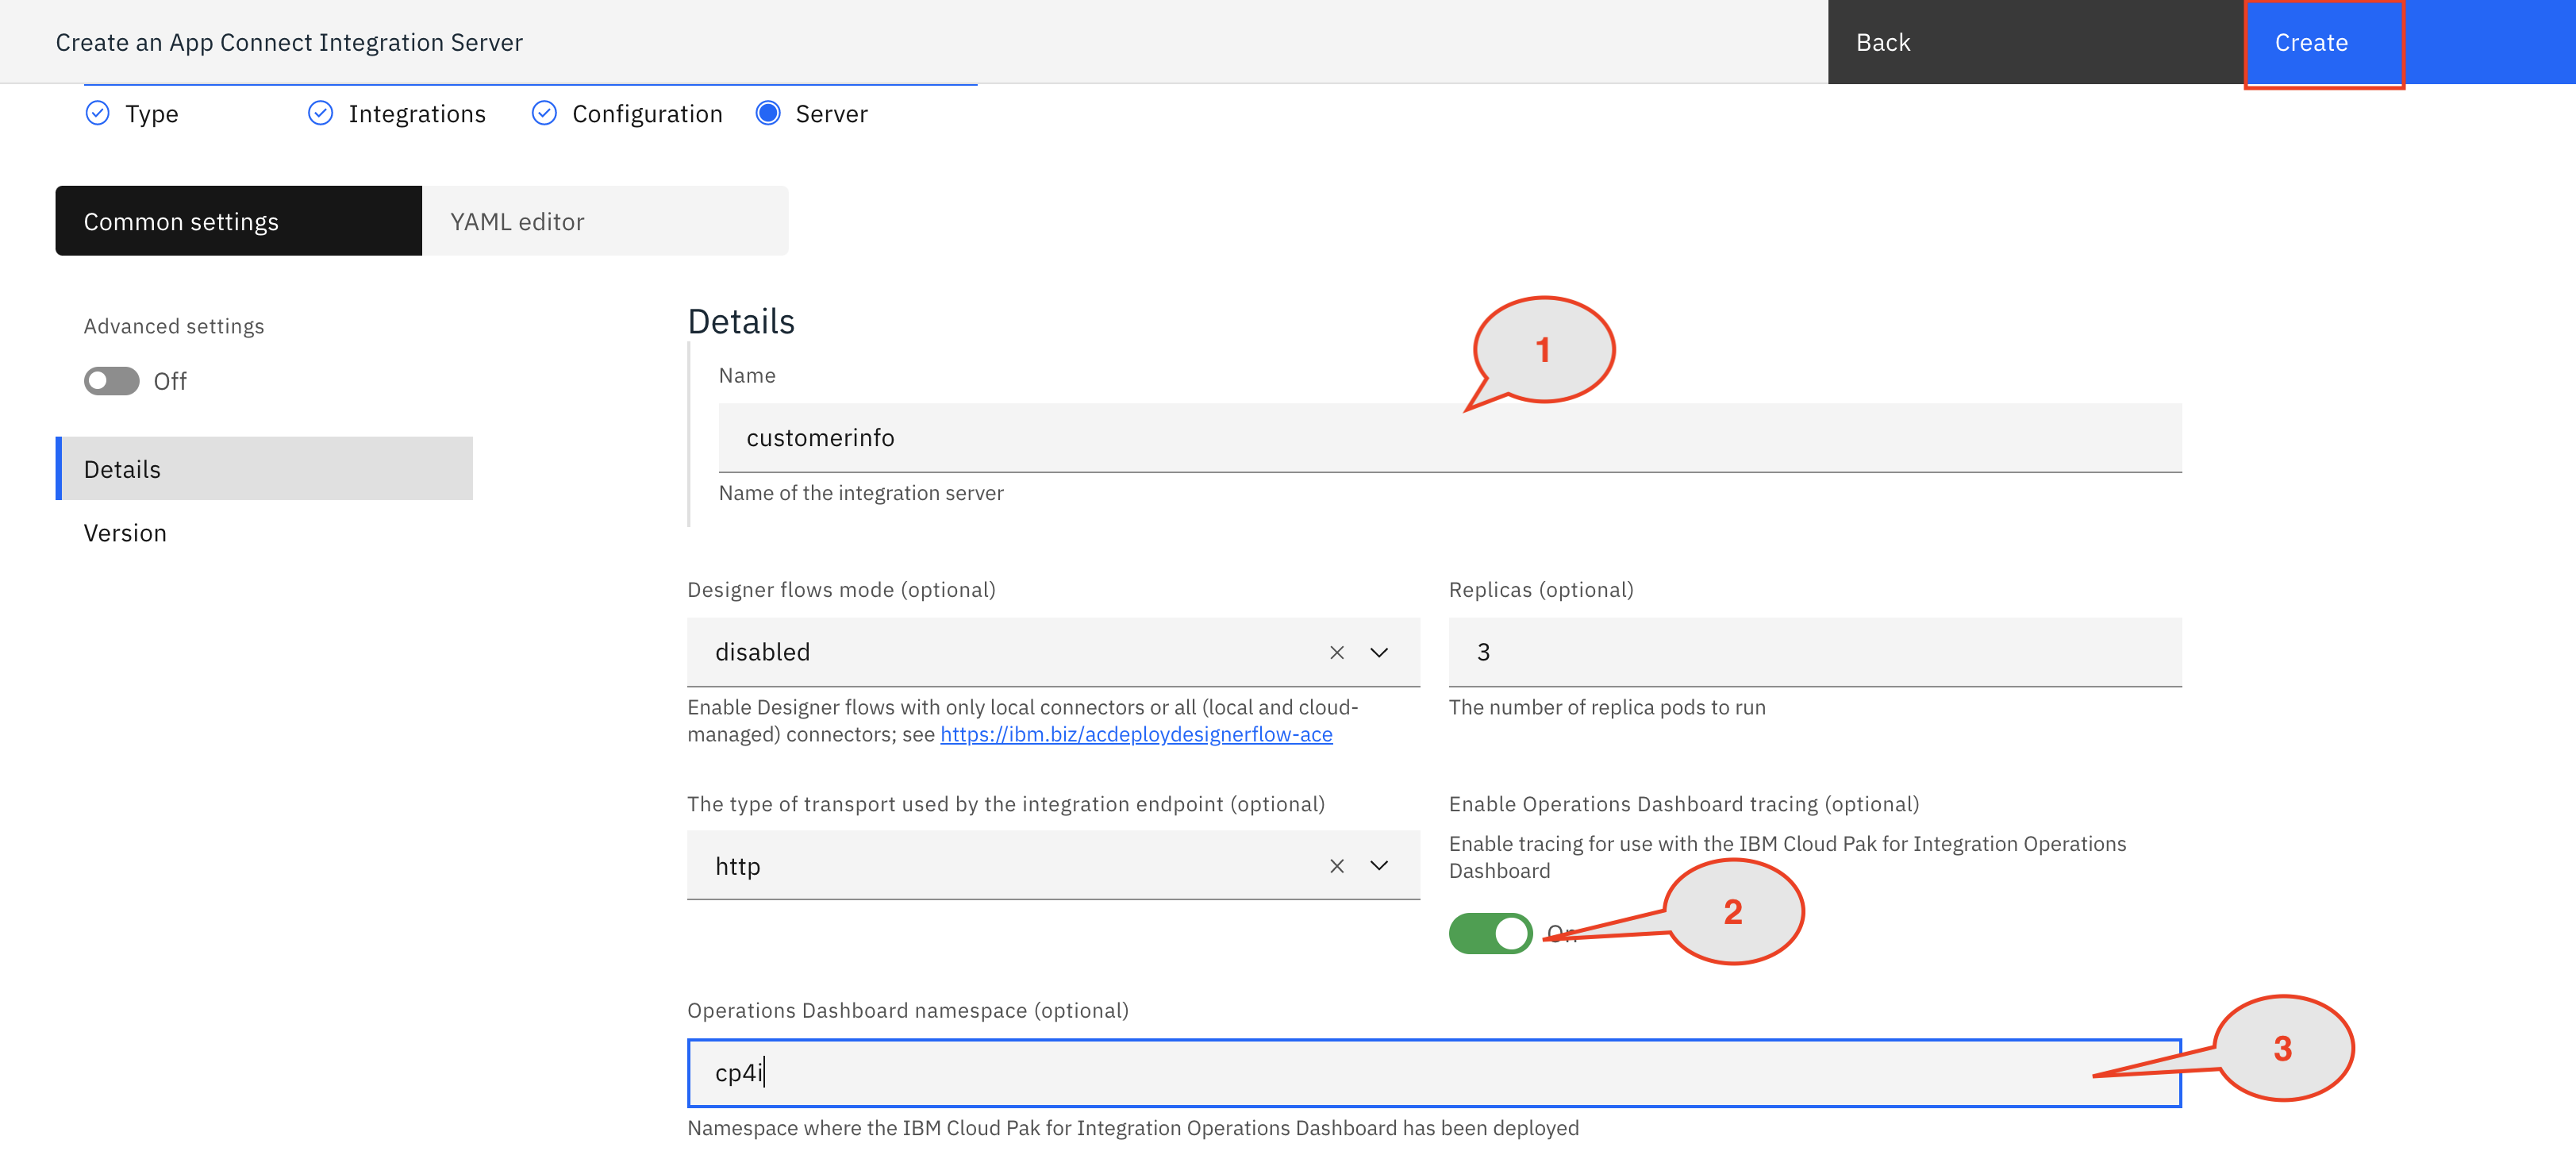 Create an App Connect Integration Server
Back
Create
Type
Integrations
Configuration
Server
Common settings
YAML editor
Advanced settings
Off
Details
Version
Details
1
Name
customerinfo
Name of the integration server
Designer flows mode (optional)
disabled
Enable Designer flows with only local connectors or all (local and cloud-
managed) connectors; see https://ibm.biz/acdeploydesignerflow-ace
Replicas (optional)
3
The number of replica pods to run
The type of transport used by the integration endpoint (optional)
http
Enable Operations Dashboard tracing (optional)
Enable tracing for use with the IBM Cloud Pak for Integration Operations
Dashboard
On
2
Operations Dashboard namespace (optional)
cp4i
3
Namespace where the IBM Cloud Pak for Integration Operations Dashboard has been deployed